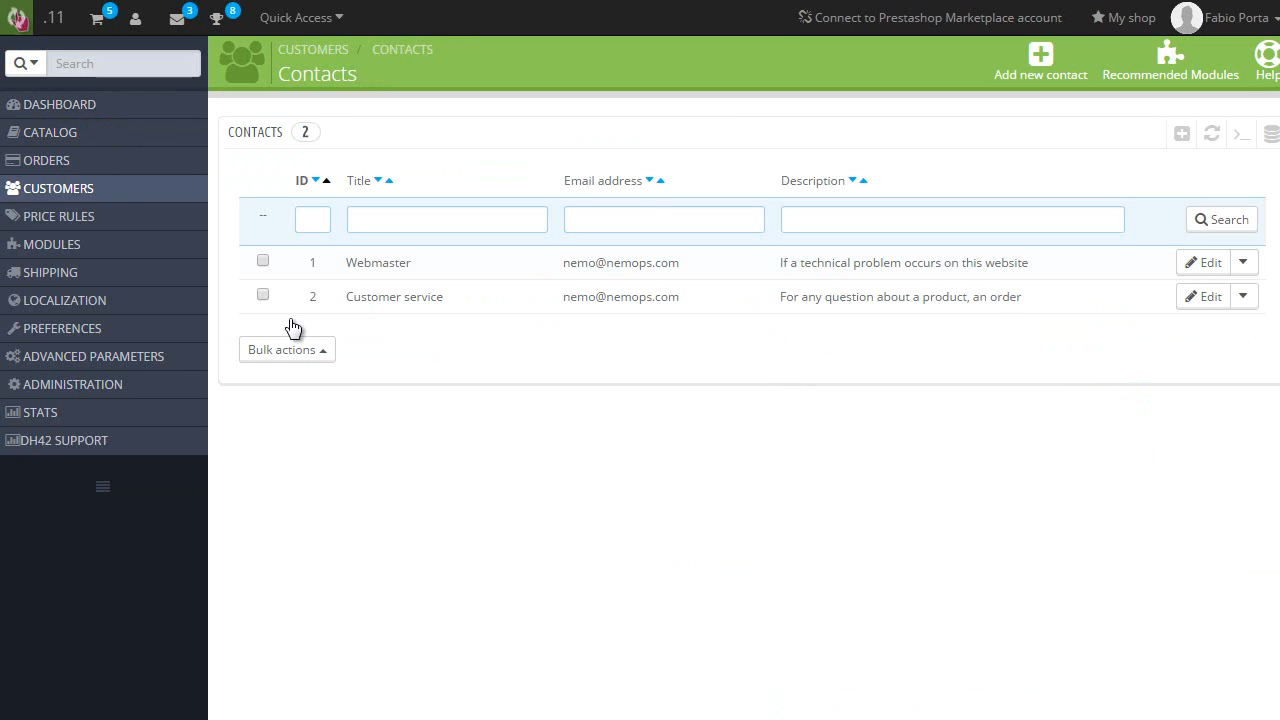 .11 5 3 8 Quick Access Connect to Prestashop Marketplace account My shop Fabio Porta
Search
CUSTOMERS / CONTACTS
Contacts
Add new contact Recommended Modules Help
DASHBOARD
CATALOG
ORDERS
CUSTOMERS
PRICE RULES
MODULES
SHIPPING
LOCALIZATION
PREFERENCES
ADVANCED PARAMETERS
ADMINISTRATION
STATS
DH42 SUPPORT
CONTACTS 2
ID Title Email address Description
-- Search
1 Webmaster nemo@nemops.com If a technical problem occurs on this website Edit
2 Customer service nemo@nemops.com For any question about a product, an order Edit
Bulk actions